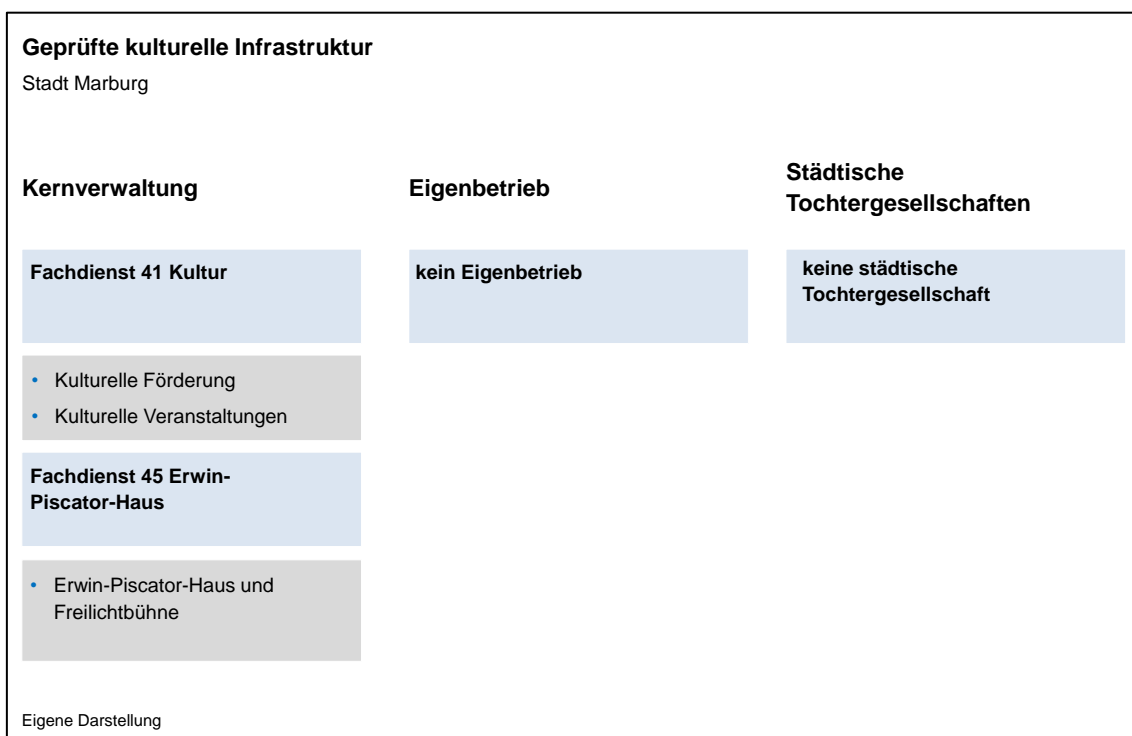 Geprüfte kulturelle Infrastruktur
Stadt Marburg
Kernverwaltung
Eigenbetrieb
Städtische
Tochtergesellschaften
Fachdienst 41 Kultur
kein Eigenbetrieb
keine städtische
Tochtergesellschaft
• Kulturelle Förderung
• Kulturelle Veranstaltungen
Fachdienst 45 Erwin-
Piscator-Haus
• Erwin-Piscator-Haus und
Freilichtbühne
Eigene Darstellung